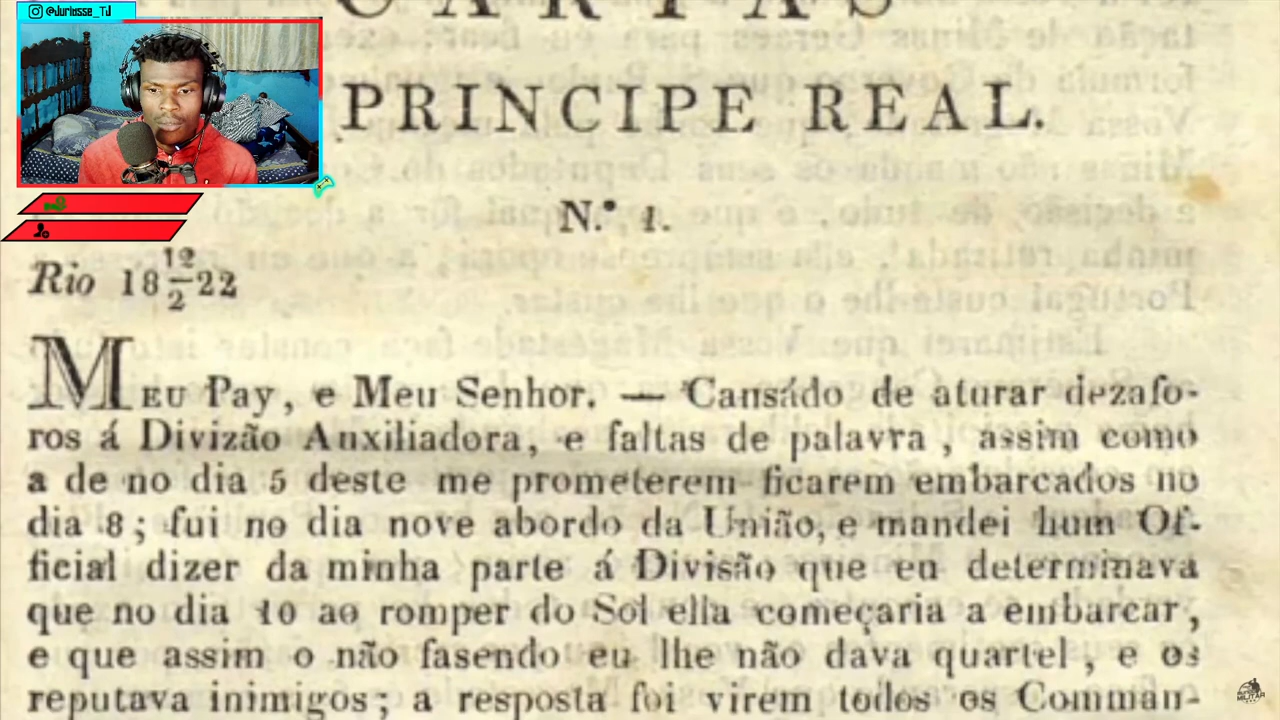 @Juriosse_TJ
CARTAS
PRINCIPE REAL.
N.º 1.
Rio 18 12/2 22
MEU Pay, e Meu Senhor. — Cansádo de aturar dezafo-
ros á Divizão Auxiliadora, e faltas de palavra, assim como
a de no dia 5 deste me prometerem ficarem embarcados no
dia 8; fui no dia nove abordo da União, e mandei hum Of-
ficial dizer da minha parte á Divisão que eu determinava
que no dia 10 ao romper do Sol ella começaria a embarcar,
e que assim o não fasendo eu lhe não dava quartel, e os
reputava inimigos; a resposta foi virem todos os Comman-
MILITAR